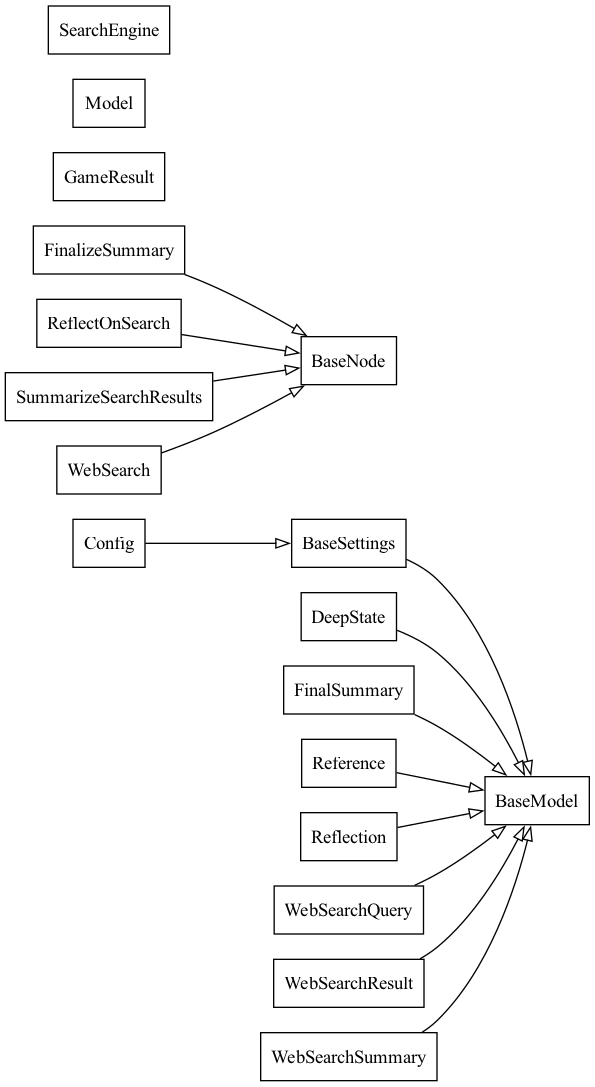 SearchEngine
Model
GameResult
FinalizeSummary
ReflectOnSearch
BaseNode
SummarizeSearchResults
WebSearch
Config
BaseSettings
DeepState
FinalSummary
Reference
BaseModel
Reflection
WebSearchQuery
WebSearchResult
WebSearchSummary